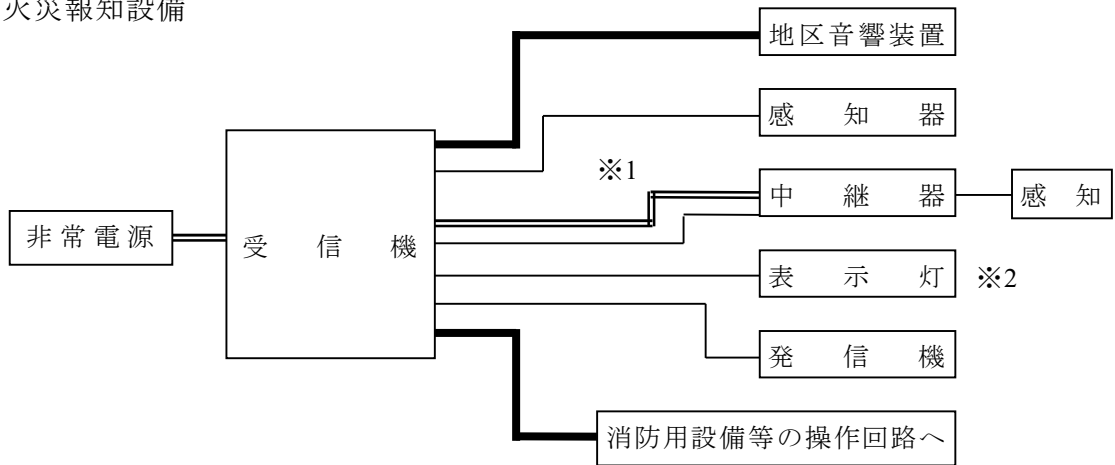 火災報知設備
地区音響装置
感知器
※1
中継器
感知
非常電源
受信機
表示灯
※2
発信機
消防用設備等の操作回路へ